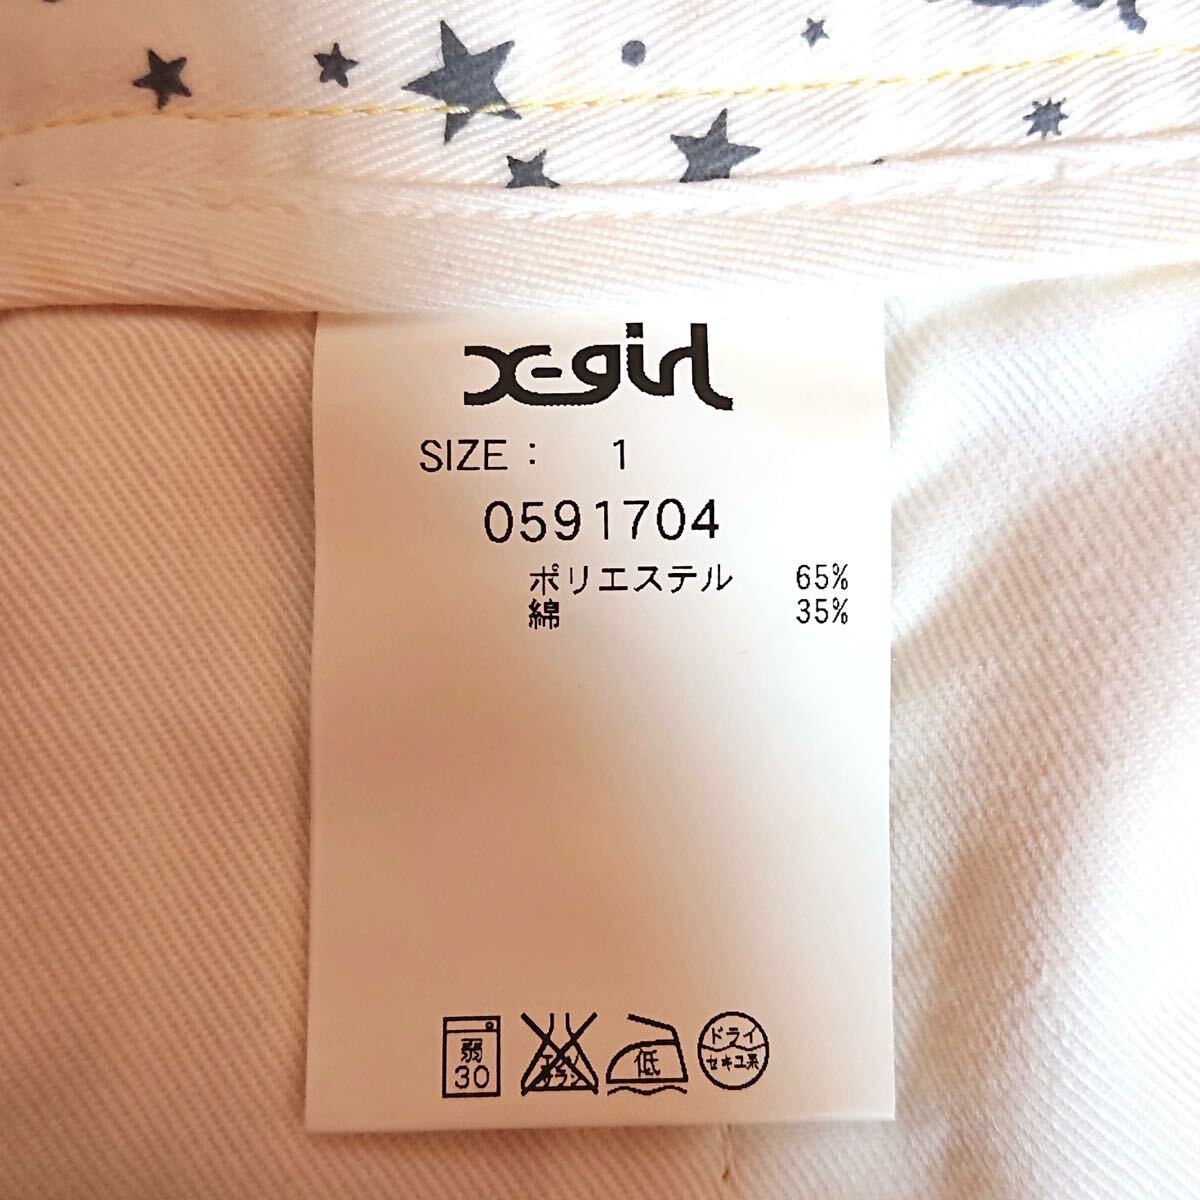 X-girl
SIZE: 1
0591704
ポリエステル 65%
綿 35%
弱
30
低
ドライ
セキユ系